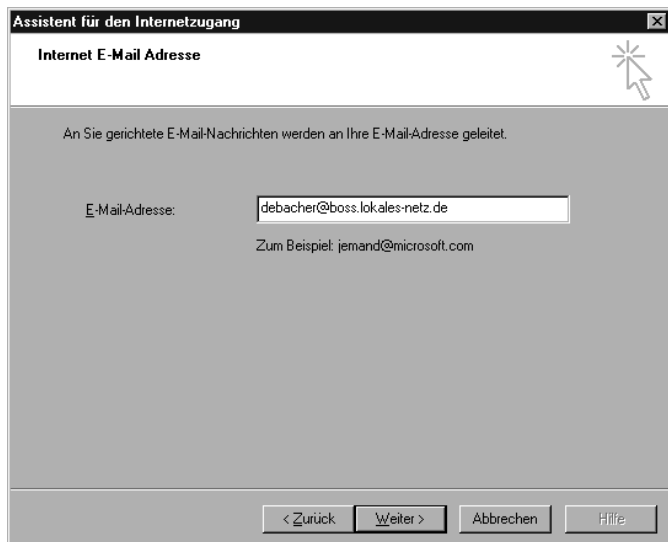 Assistent für den Internetzugang
Internet E-Mail Adresse
An Sie gerichtete E-Mail-Nachrichten werden an Ihre E-Mail-Adresse geleitet.
E-Mail-Adresse: debacher@boss.lokales-netz.de
Zum Beispiel: jemand@microsoft.com
< Zurück Weiter > Abbrechen Hilfe